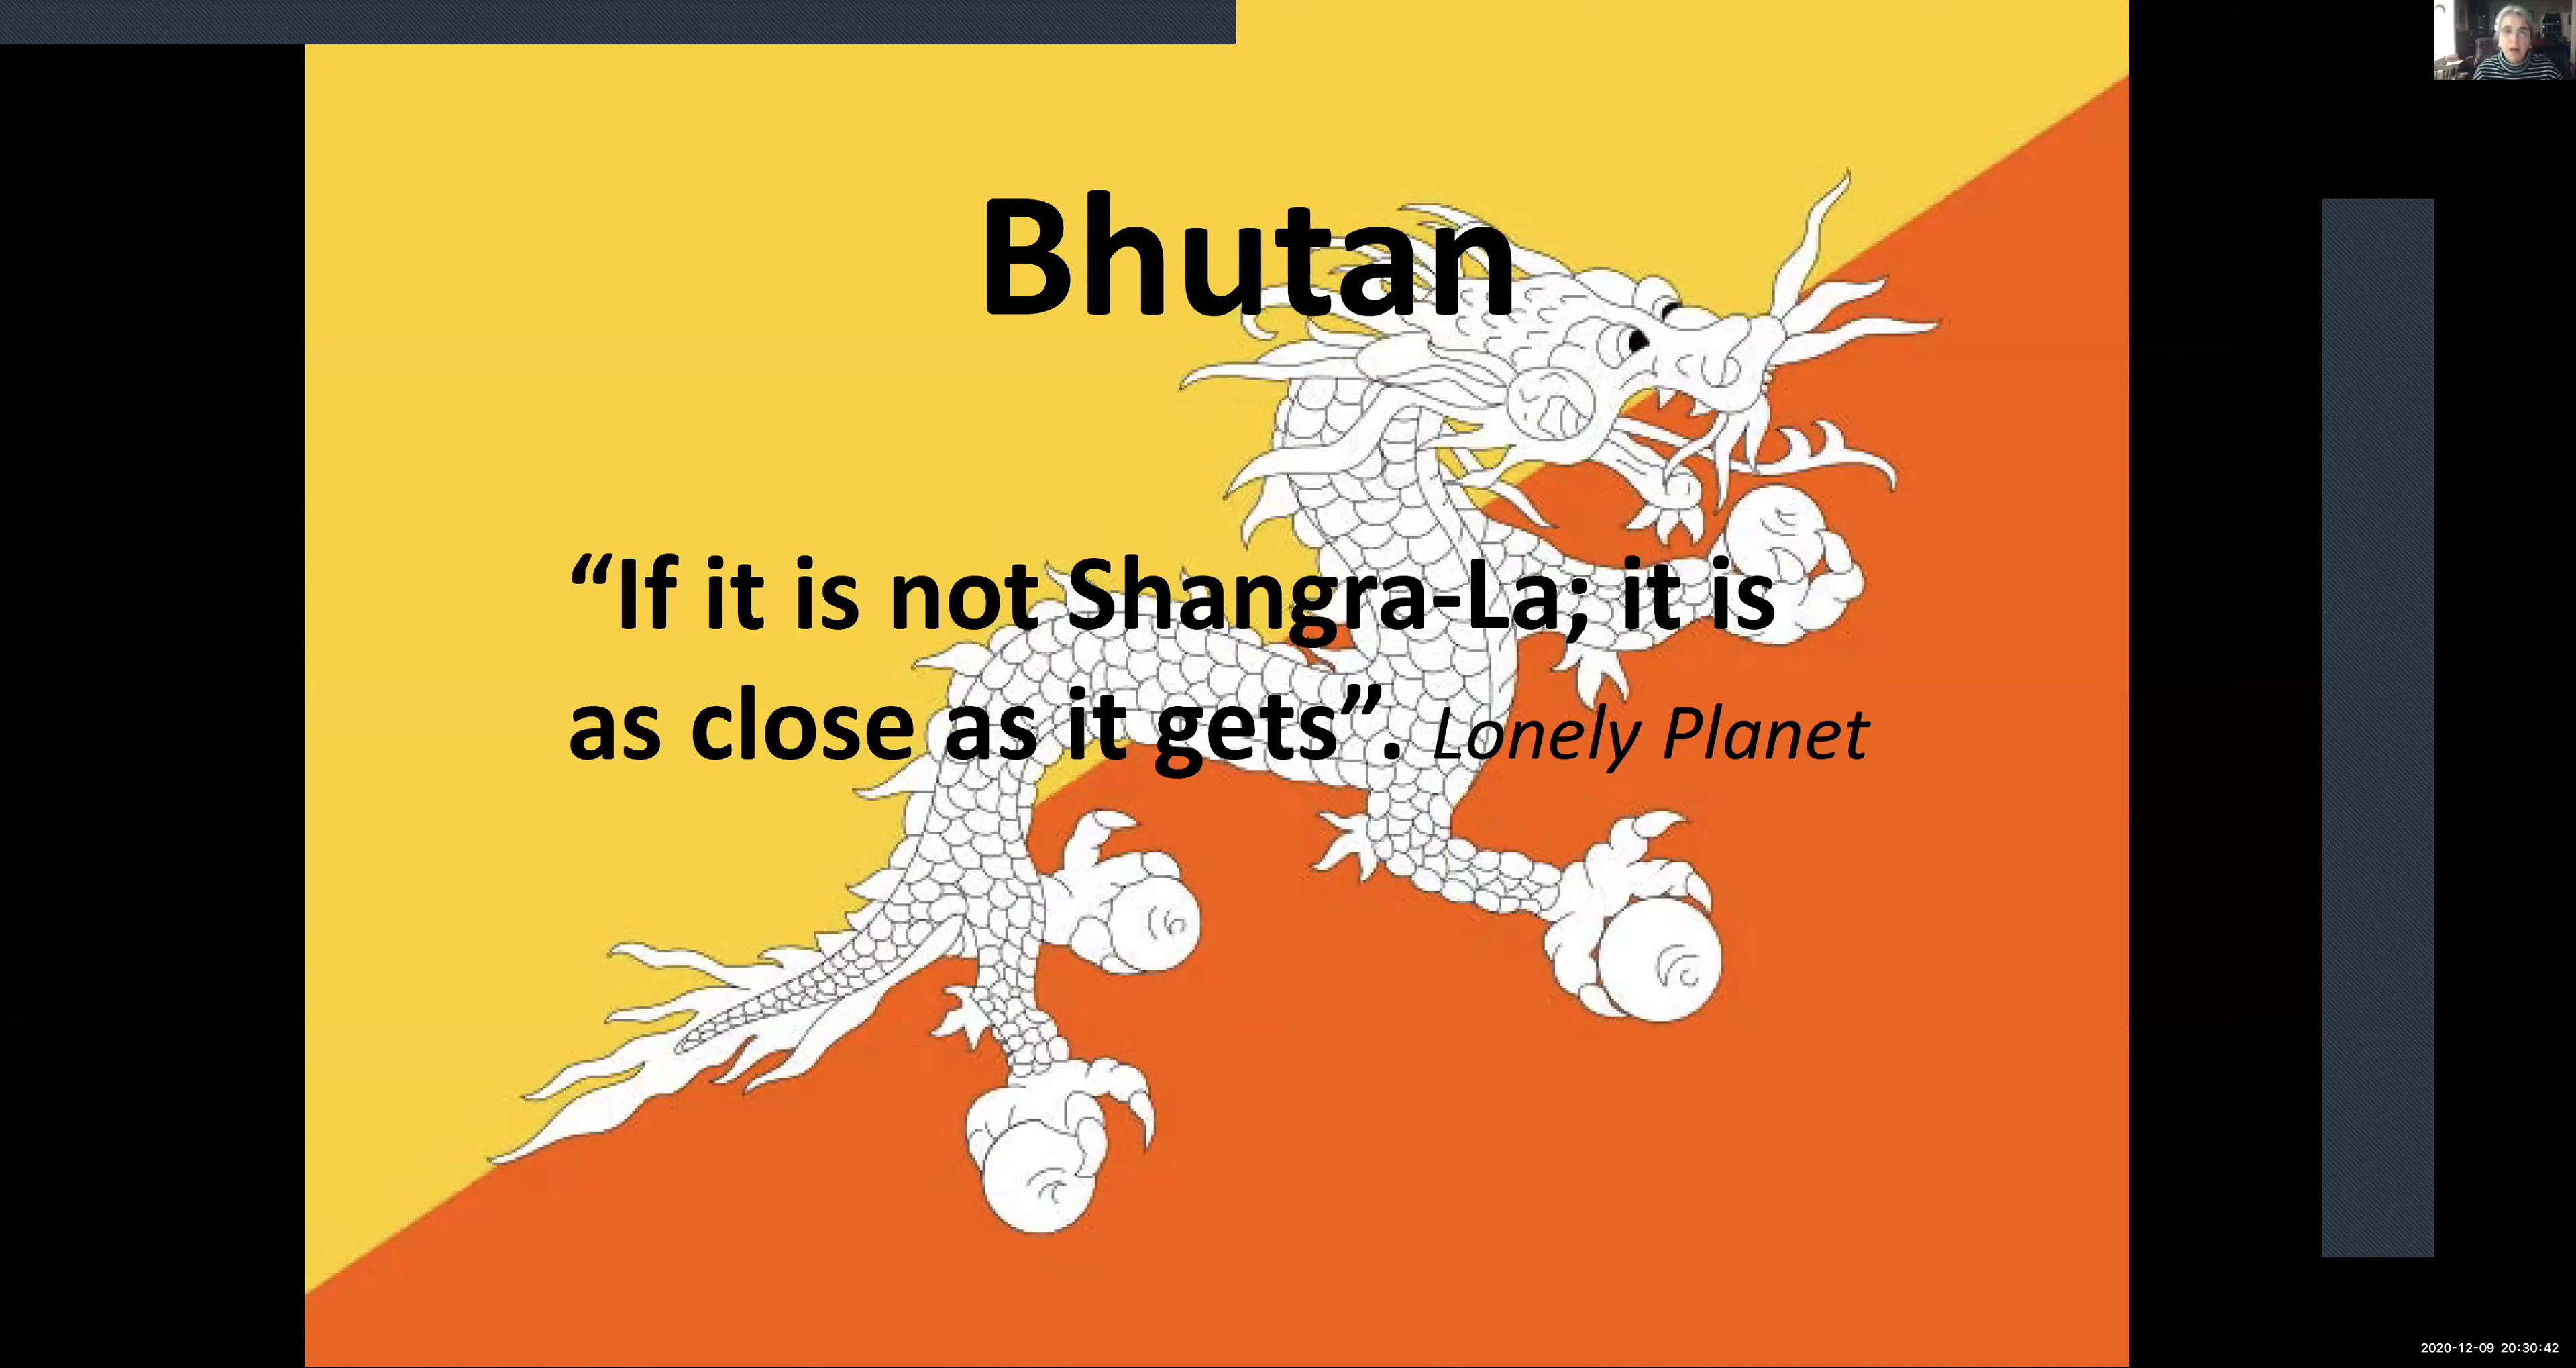 Bhutan
“If it is not Shangra-La; it is
as close as it gets”. Lonely Planet
2020-12-09 20:30:42